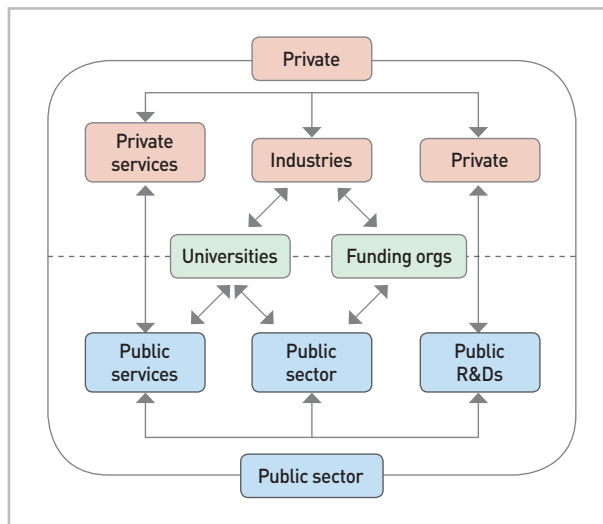 Private
Private
services
Industries
Private
Universities
Funding orgs
Public
services
Public
sector
Public
R&Ds
Public sector